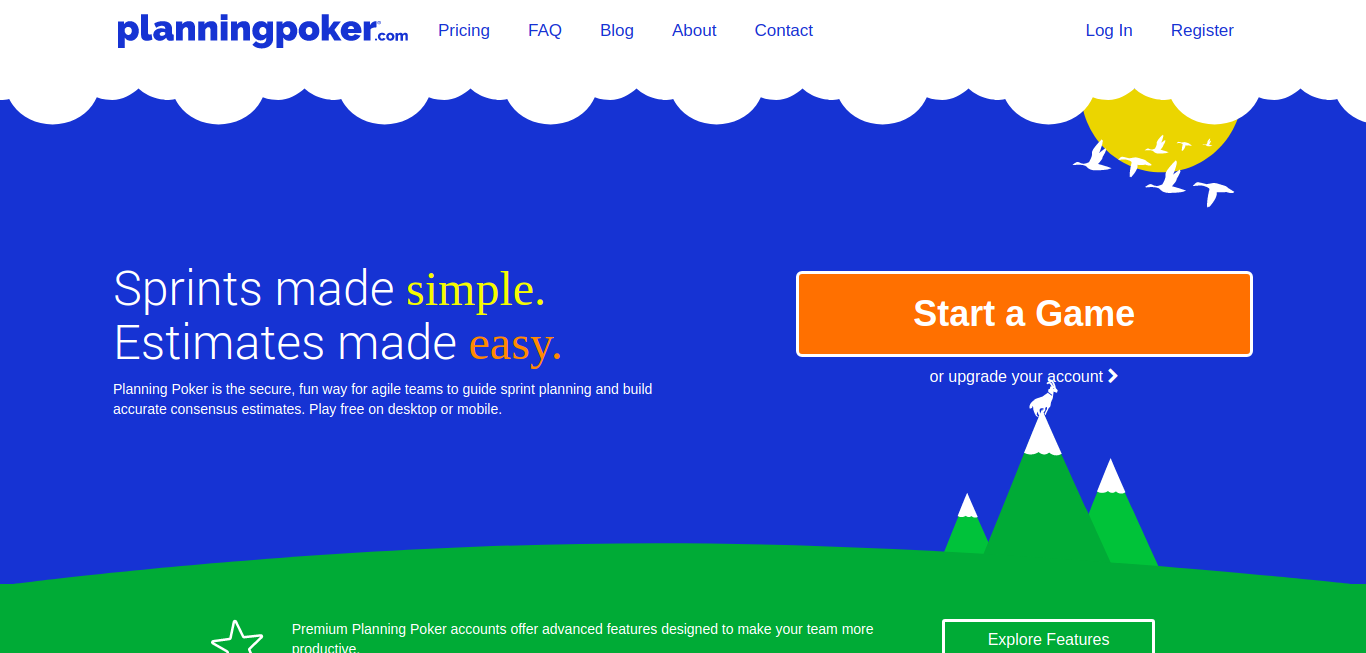 planningpoker.com Pricing FAQ Blog About Contact Log In Register
Sprints made simple.
Estimates made easy.
Planning Poker is the secure, fun way for agile teams to guide sprint planning and build
accurate consensus estimates. Play free on desktop or mobile.
Start a Game
or upgrade your account
Premium Planning Poker accounts offer advanced features designed to make your team more
productive.
Explore Features